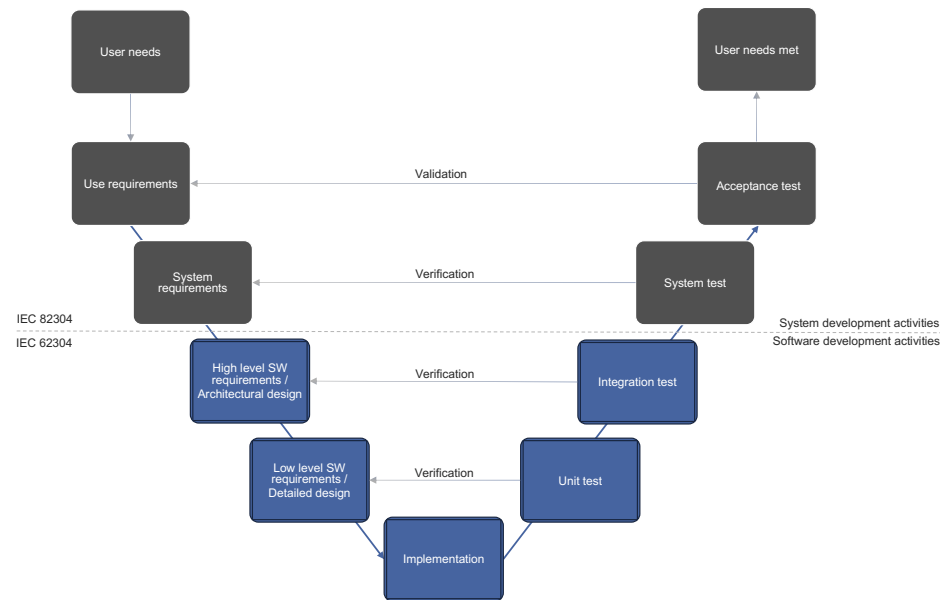 User needs
User needs met
Use requirements
Validation
Acceptance test
System
requirements
Verification
System test
IEC 82304
System development activities
IEC 62304
Software development activities
High level SW
requirements /
Architectural design
Verification
Integration test
Low level SW
requirements /
Detailed design
Verification
Unit test
Implementation